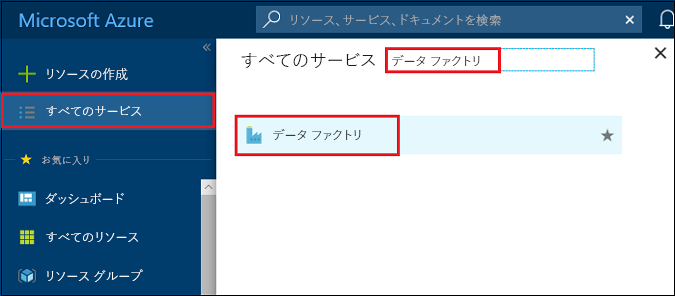 Microsoft Azure
リソース、サービス、ドキュメントを検索
リソースの作成
すべてのサービス
お気に入り
ダッシュボード
すべてのリソース
リソース グループ
すべてのサービス
データ ファクトリ
データ ファクトリ